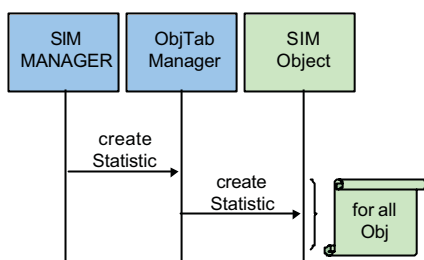 SIM
MANAGER
ObjTab
Manager
SIM
Object
create
Statistic
create
Statistic
for all
Obj